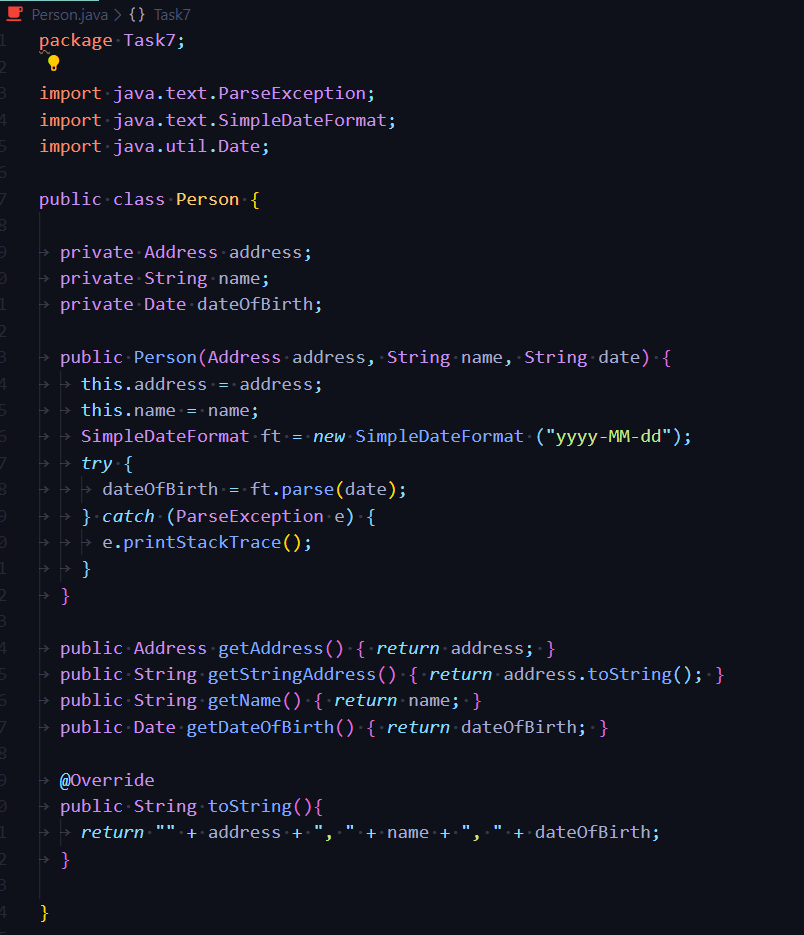 Person.java > {} Task7
1 package Task7;
2
3 import java.text.ParseException;
4 import java.text.SimpleDateFormat;
5 import java.util.Date;
6
7 public class Person {
8
9 private Address address;
0 private String name;
1 private Date dateOfBirth;
2
3 public Person(Address address, String name, String date) {
4 this.address = address;
5 this.name = name;
6 SimpleDateFormat ft = new SimpleDateFormat ("yyyy-MM-dd");
7 try {
8 dateOfBirth = ft.parse(date);
9 } catch (ParseException e) {
0 e.printStackTrace();
1 }
2 }
3
4 public Address getAddress() { return address; }
5 public String getStringAddress() { return address.toString(); }
6 public String getName() { return name; }
7 public Date getDateOfBirth() { return dateOfBirth; }
8
9 @Override
0 public String toString(){
1 return "" + address + ", " + name + ", " + dateOfBirth;
2 }
3
4 }